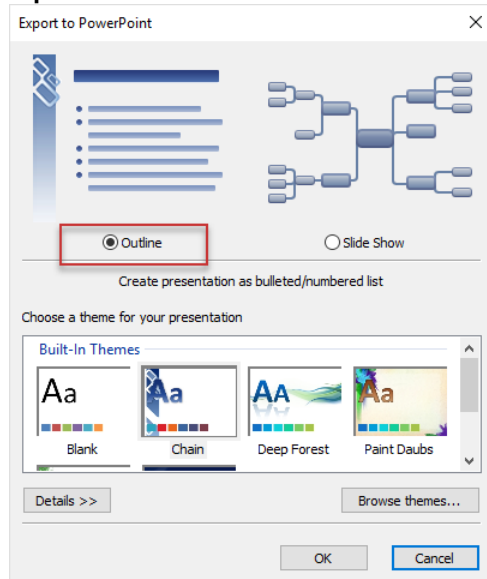 Export to PowerPoint
Outline
Slide Show
Create presentation as bulleted/numbered list
Choose a theme for your presentation
Built-In Themes
Aa
Aa
AA
Aa
Blank
Chain
Deep Forest
Paint Daubs
Details >>
Browse themes...
OK
Cancel